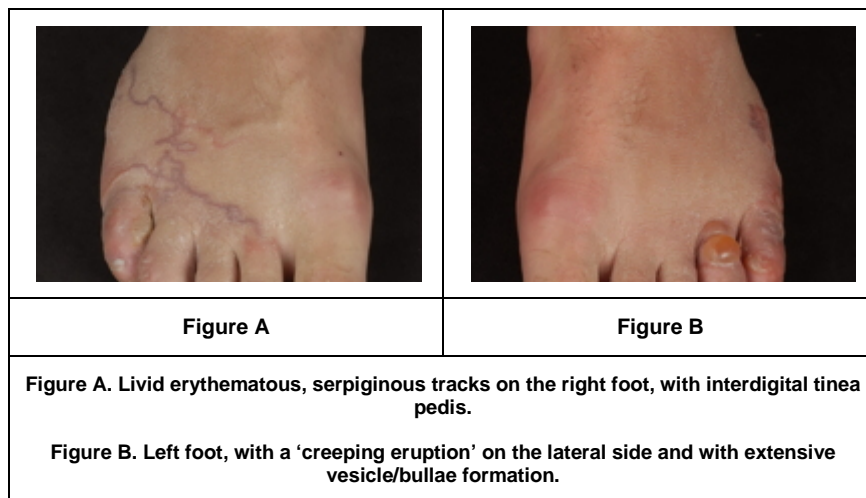 Figure A
Figure B
Figure A. Livid erythematous, serpiginous tracks on the right foot, with interdigital tinea
pedis.
Figure B. Left foot, with a ‘creeping eruption’ on the lateral side and with extensive
vesicle/bullae formation.